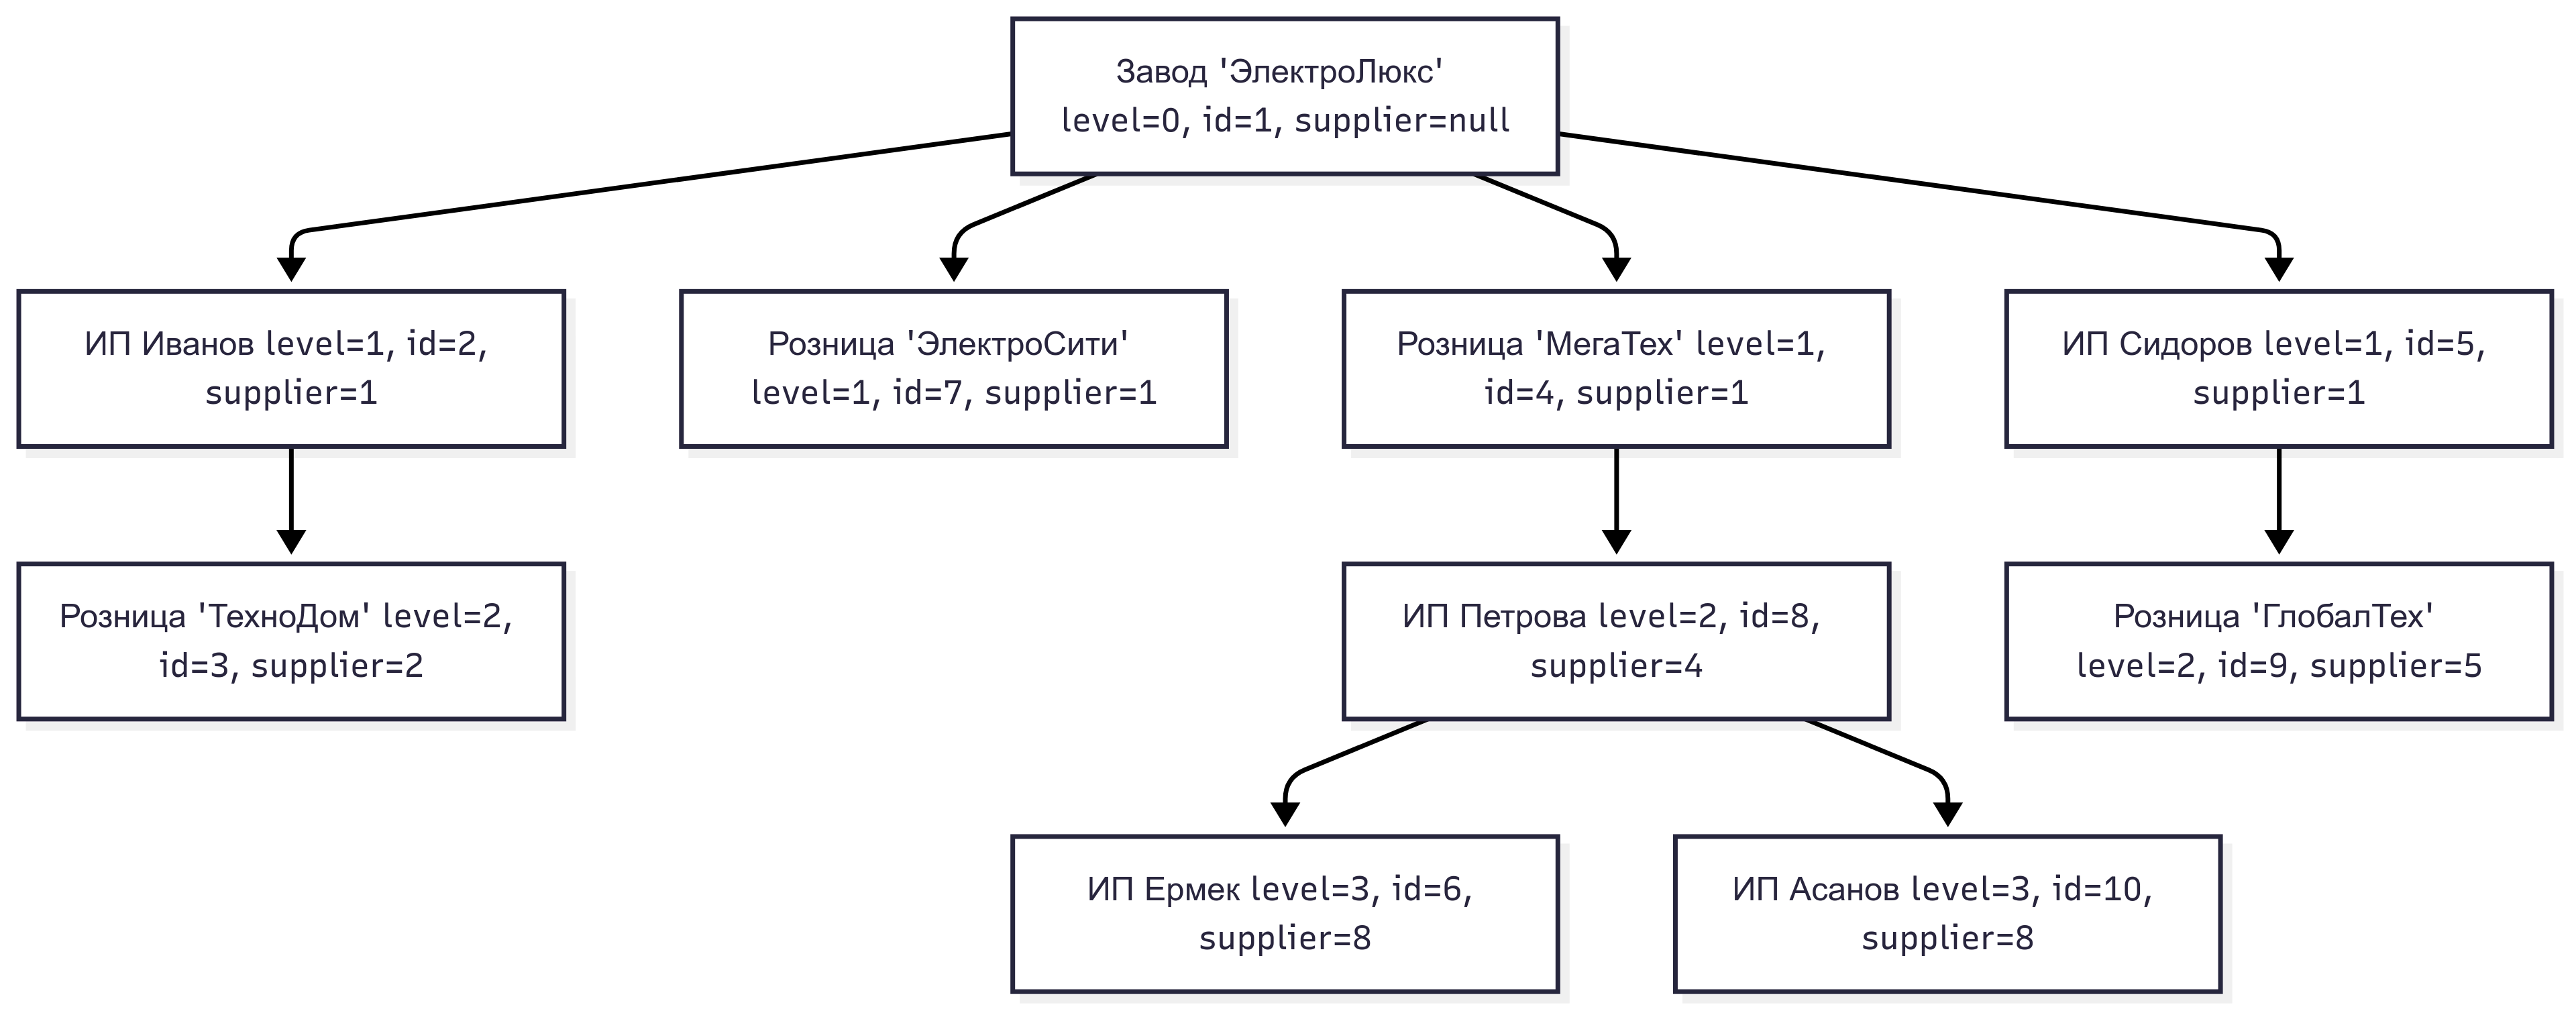 Завод 'ЭлектроЛюкс'
level=0, id=1, supplier=null
ИП Иванов level=1, id=2,
supplier=1
Розница 'ЭлектроСити'
level=1, id=7, supplier=1
Розница 'МегаТех' level=1,
id=4, supplier=1
ИП Сидоров level=1, id=5,
supplier=1
Розница 'ТехноДом' level=2,
id=3, supplier=2
ИП Петрова level=2, id=8,
supplier=4
Розница 'ГлобалТех'
level=2, id=9, supplier=5
ИП Ермек level=3, id=6,
supplier=8
ИП Асанов level=3, id=10,
supplier=8